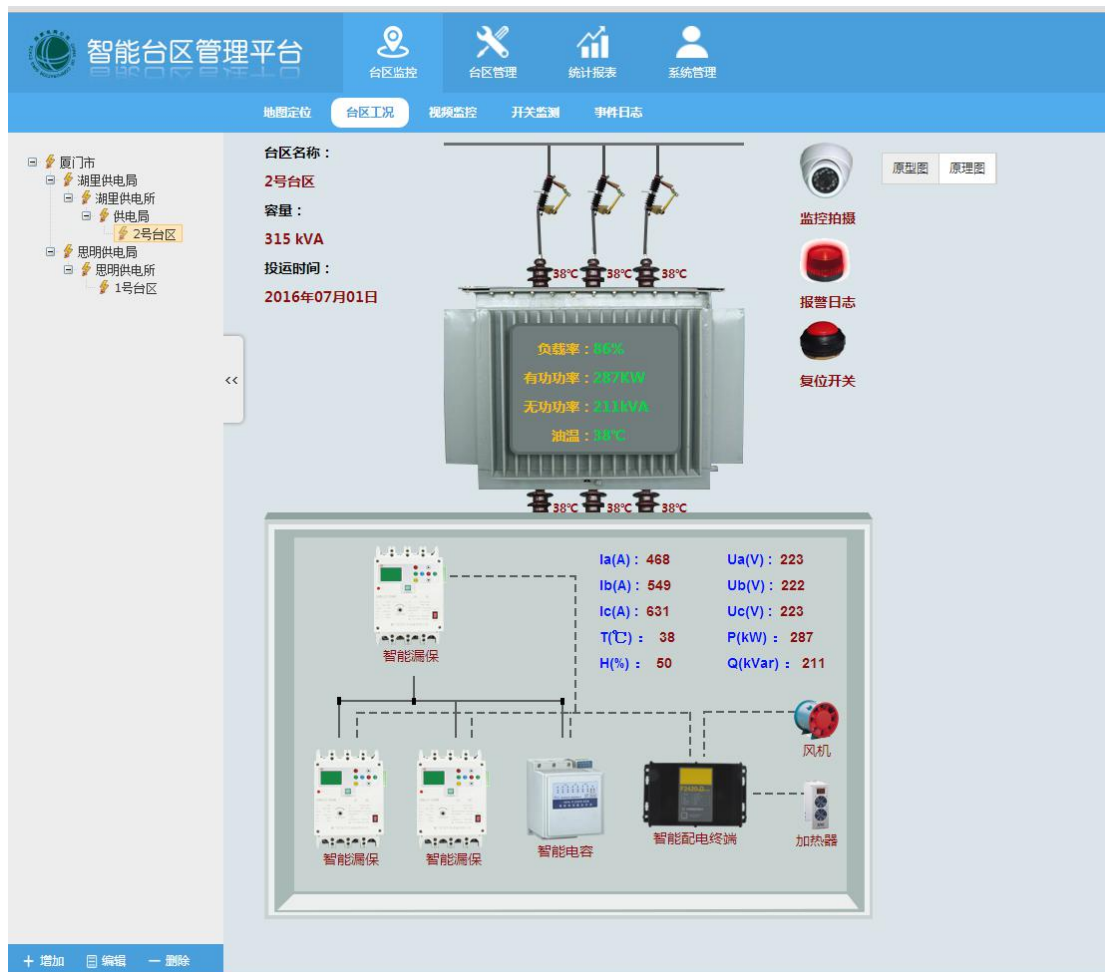 智能台区管理平台
台区监控 台区管理 统计报表 系统管理
地图定位 台区工况 视频监控 开关监测 事件日志
厦门市
湖里供电局
湖里供电所
供电局
2号台区
思明供电局
思明供电所
1号台区
<<
台区名称：
2号台区
容量：
315 kVA
投运时间：
2016年07月01日
原型图 原理图
监控拍摄
报警日志
复位开关
38℃ 38℃ 38℃
负载率：86%
有功功率：287KW
无功功率：211kVA
油温：38℃
38℃ 38℃ 38℃
Ia(A)：468 Ua(V)：223
Ib(A)：549 Ub(V)：222
Ic(A)：631 Uc(V)：223
T(℃)： 38 P(kW)： 287
H(%)： 50 Q(kVar)： 211
智能漏保
风机
智能漏保 智能漏保 智能电容 智能配电终端 加热器
增加 编辑 删除